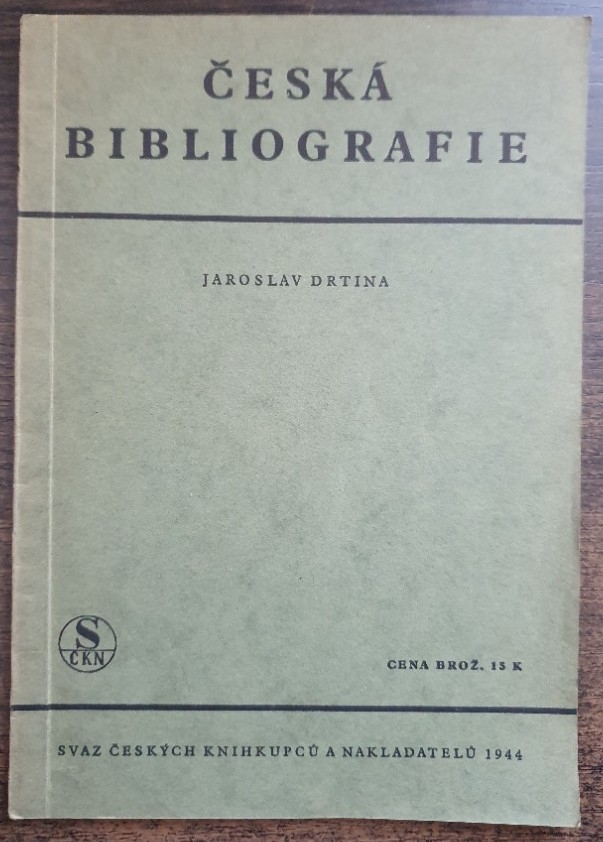 ČESKÁ
BIBLIOGRAFIE
JAROSLAV DRTINA
S
ČKN
CENA BROŽ. 15 K
SVAZ ČESKÝCH KNIHKUPCŮ A NAKLADATELŮ 1944